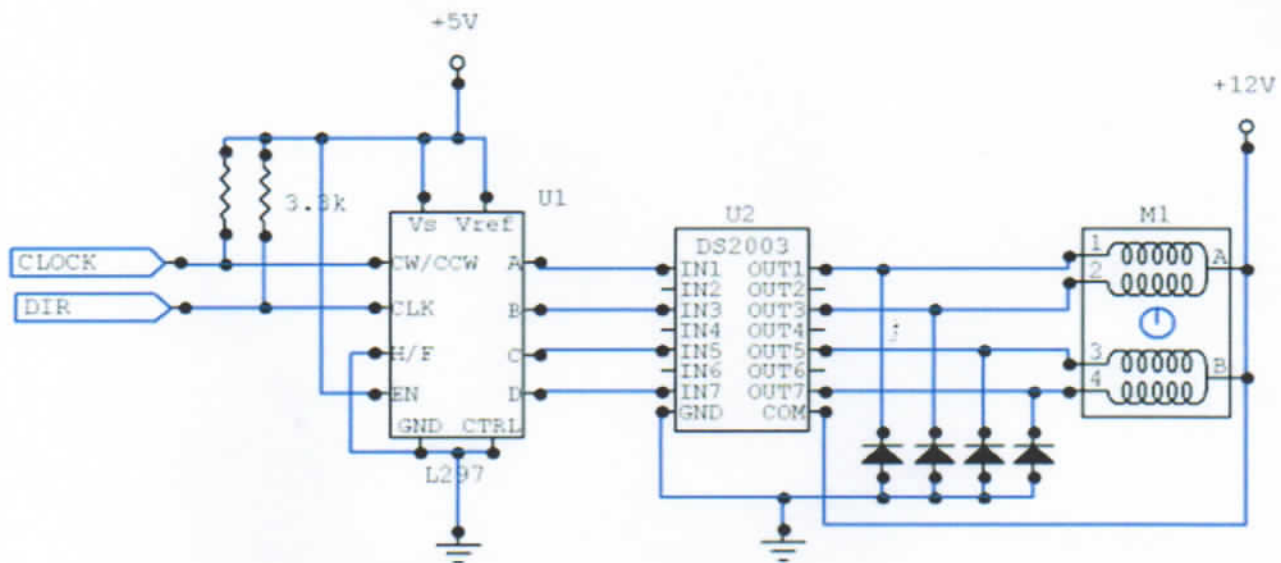 +5V
+12V
3.3k
U1
U2
M1
Vs Vref
DS2003
CLOCK
CW/CCW A
IN1 OUT1
1 A
IN2 OUT2
2
DIR
CLK B
IN3 OUT3
IN4 OUT4
H/F C
IN5 OUT5
3
IN6 OUT6
B
EN D
IN7 OUT7
4
GND COM
GND CTRL
L297